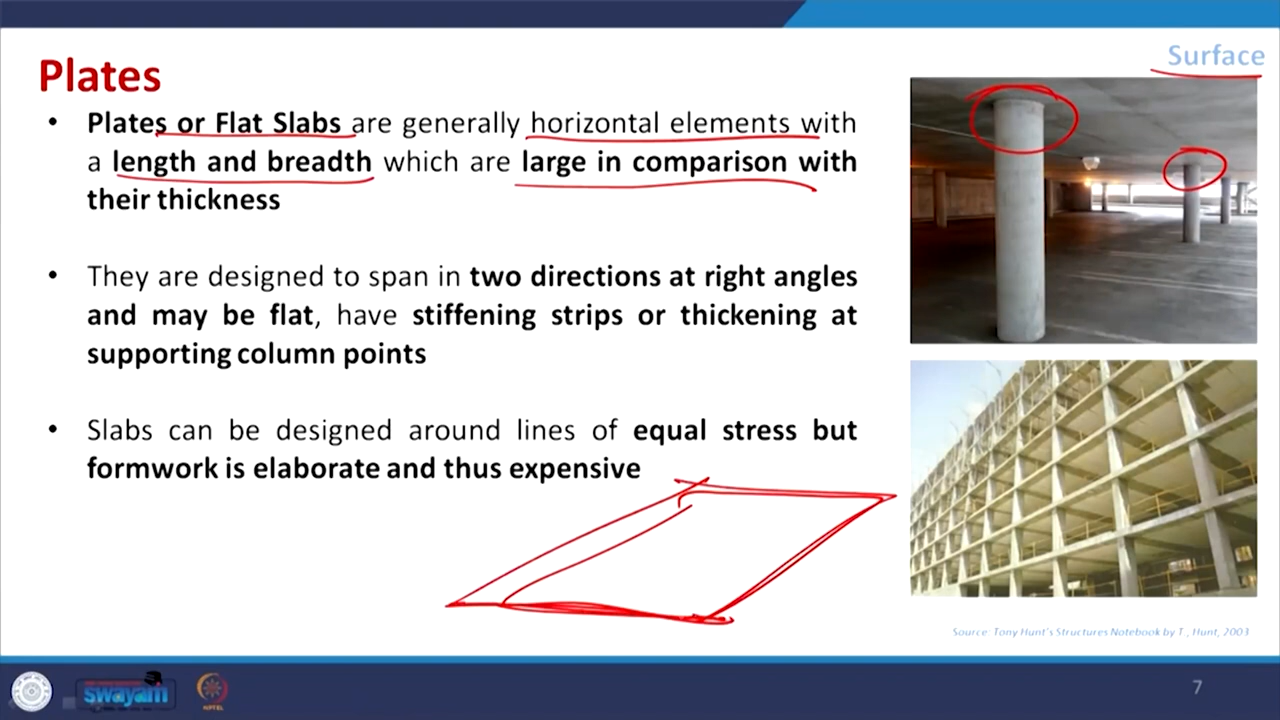 Surface
Plates
• Plates or Flat Slabs are generally horizontal elements with
a length and breadth which are large in comparison with
their thickness
• They are designed to span in two directions at right angles
and may be flat, have stiffening strips or thickening at
supporting column points
• Slabs can be designed around lines of equal stress but
formwork is elaborate and thus expensive
Source: Tony Hunt's Structures Notebook by T , Hunt, 2003
swayam
NPTEL
7